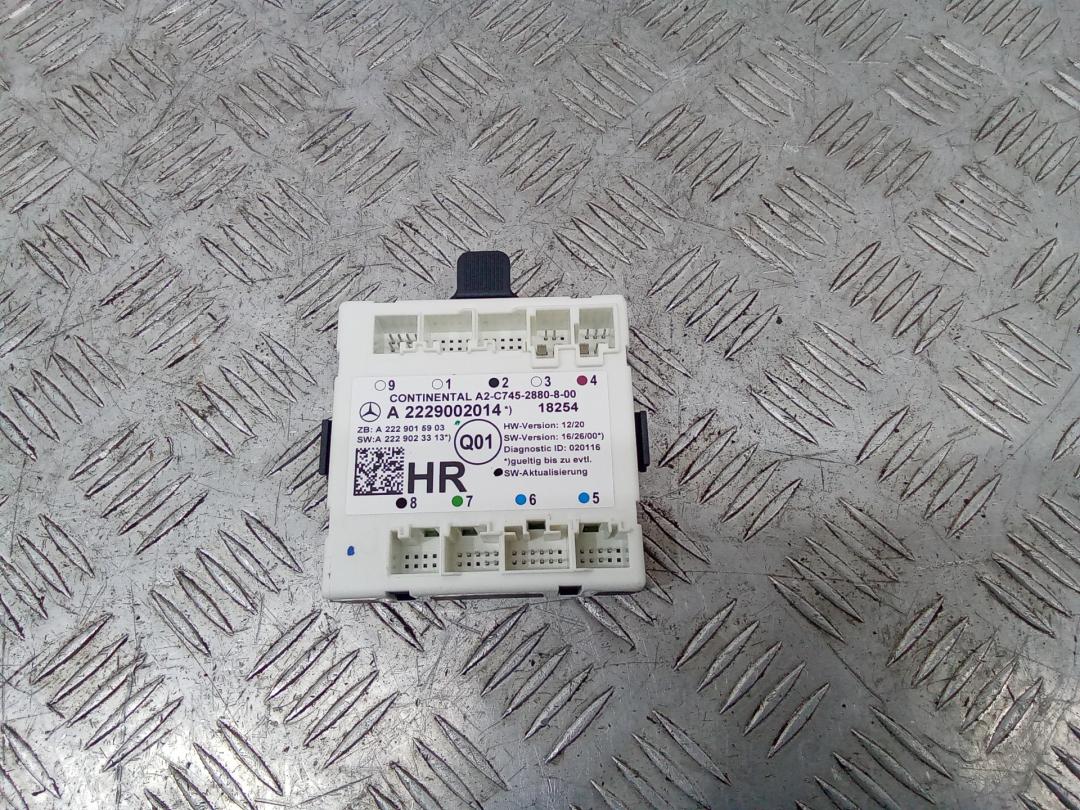 9 1 2 3 4
CONTINENTAL A2-C745-2880-8-00
A 2229002014*) 18254
ZB: A 222 901 59 03
SW:A 222 902 33 13*)
Q01
HW-Version: 12/20
SW-Version: 16/26/00*)
Diagnostic ID: 020116
*)gueltig bis zu evtl.
SW-Aktualisierung
HR
8 7 6 5